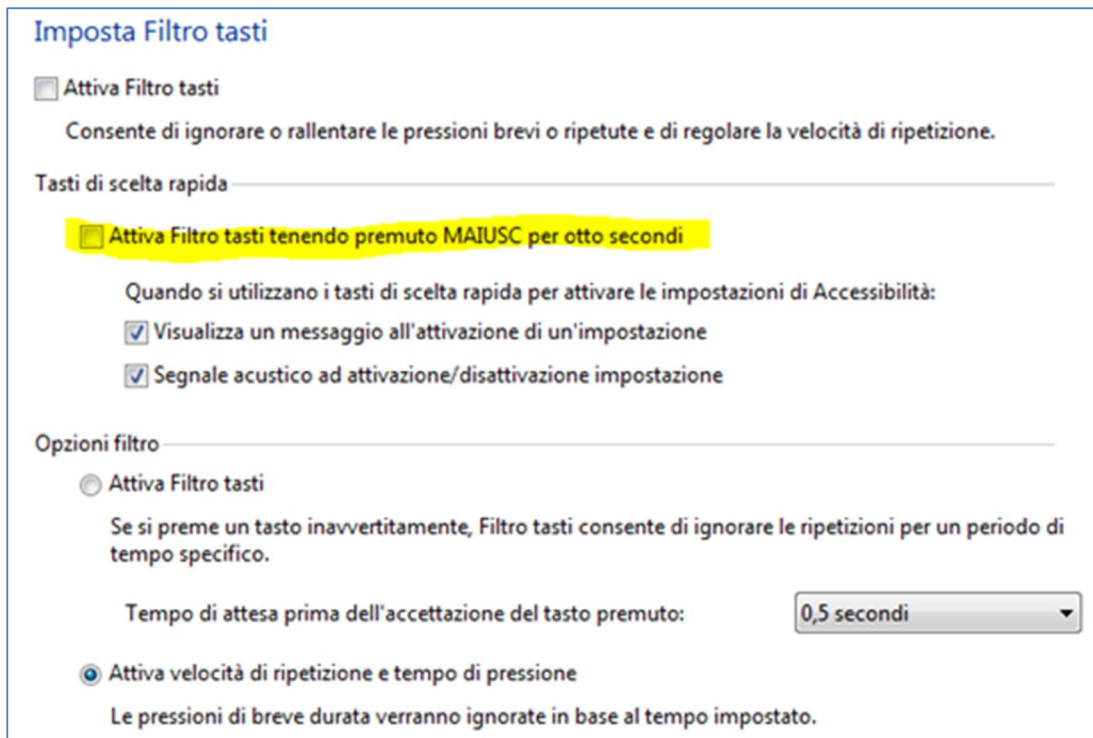 Imposta Filtro tasti
Attiva Filtro tasti
Consente di ignorare o rallentare le pressioni brevi o ripetute e di regolare la velocità di ripetizione.
Tasti di scelta rapida
Attiva Filtro tasti tenendo premuto MAIUSC per otto secondi
Quando si utilizzano i tasti di scelta rapida per attivare le impostazioni di Accessibilità:
Visualizza un messaggio all'attivazione di un'impostazione
Segnale acustico ad attivazione/disattivazione impostazione
Opzioni filtro
Attiva Filtro tasti
Se si preme un tasto inavvertitamente, Filtro tasti consente di ignorare le ripetizioni per un periodo di
tempo specifico.
Tempo di attesa prima dell'accettazione del tasto premuto: 0,5 secondi
Attiva velocità di ripetizione e tempo di pressione
Le pressioni di breve durata verranno ignorate in base al tempo impostato.